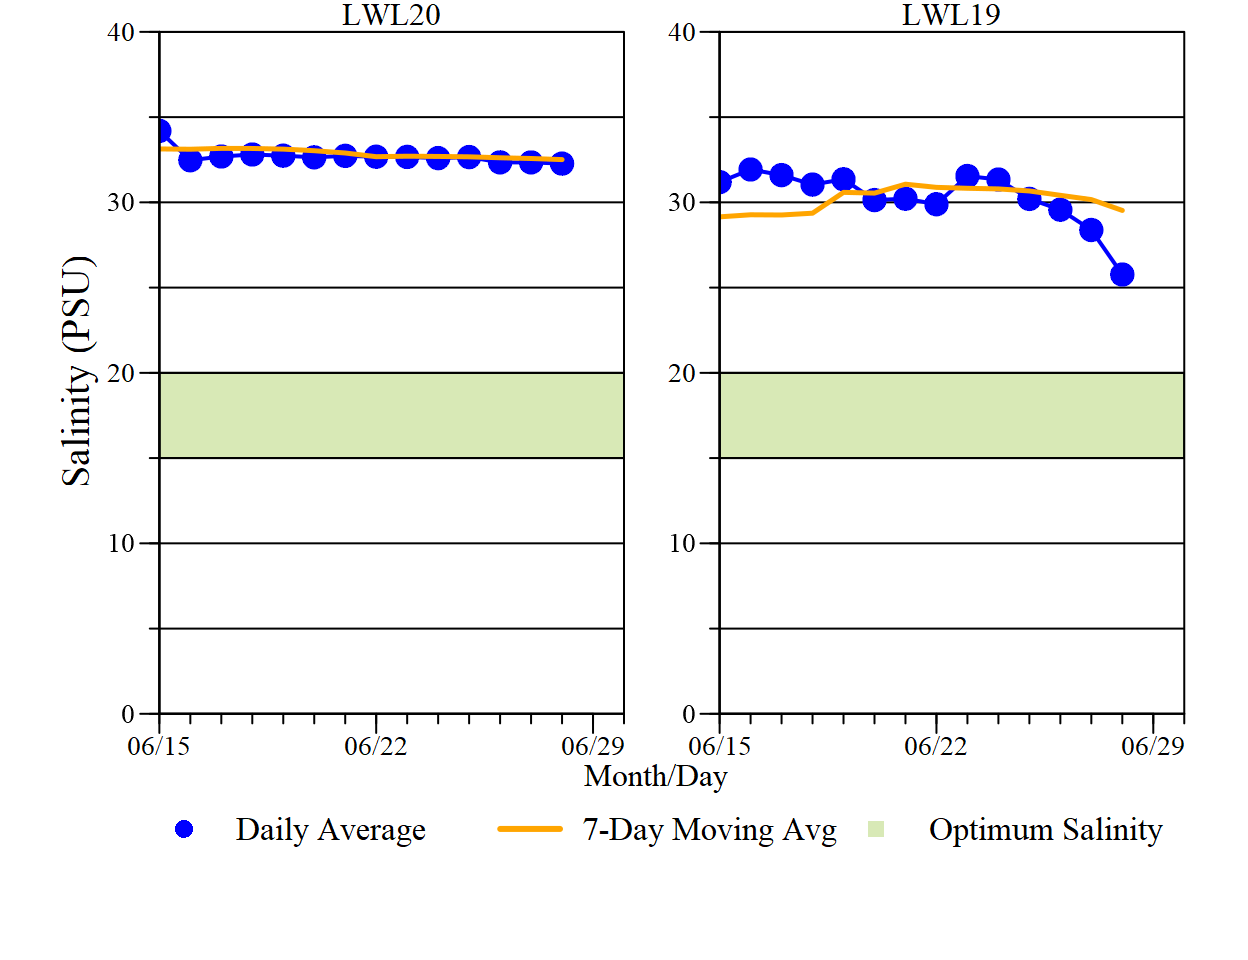 LWL20 LWL19
40 40
30 30
Salinity (PSU)
20 20
10 10
0 0
06/15 06/22 06/29 06/15 06/22 06/29
Month/Day
Daily Average 7-Day Moving Avg Optimum Salinity